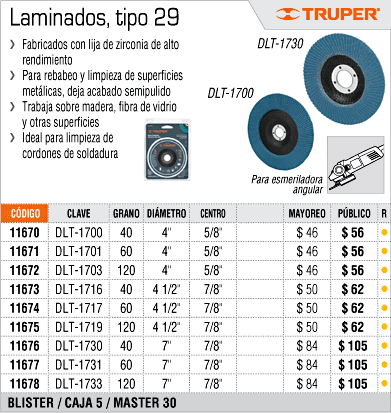 Laminados, tipo 29
TRUPER®
› Fabricados con lija de zirconia de alto
rendimiento
› Para rebabeo y limpieza de superficies
metálicas, deja acabado semipulido
› Trabaja sobre madera, fibra de vidrio
y otras superficies
› Ideal para limpieza de
cordones de soldadura
DLT-1730
DLT-1700
TRUPER
Para esmeriladora
angular
CÓDIGO CLAVE GRANO DIÁMETRO CENTRO MAYOREO PÚBLICO R
11670 DLT-1700 40 4" 5/8" $ 46 $ 56
11671 DLT-1701 60 4" 5/8" $ 46 $ 56
11672 DLT-1703 120 4" 5/8" $ 46 $ 56
11673 DLT-1716 40 4 1/2" 7/8" $ 50 $ 62
11674 DLT-1717 60 4 1/2" 7/8" $ 50 $ 62
11675 DLT-1719 120 4 1/2" 7/8" $ 50 $ 62
11676 DLT-1730 40 7" 7/8" $ 84 $ 105
11677 DLT-1731 60 7" 7/8" $ 84 $ 105
11678 DLT-1733 120 7" 7/8" $ 84 $ 105
BLISTER / CAJA 5 / MASTER 30